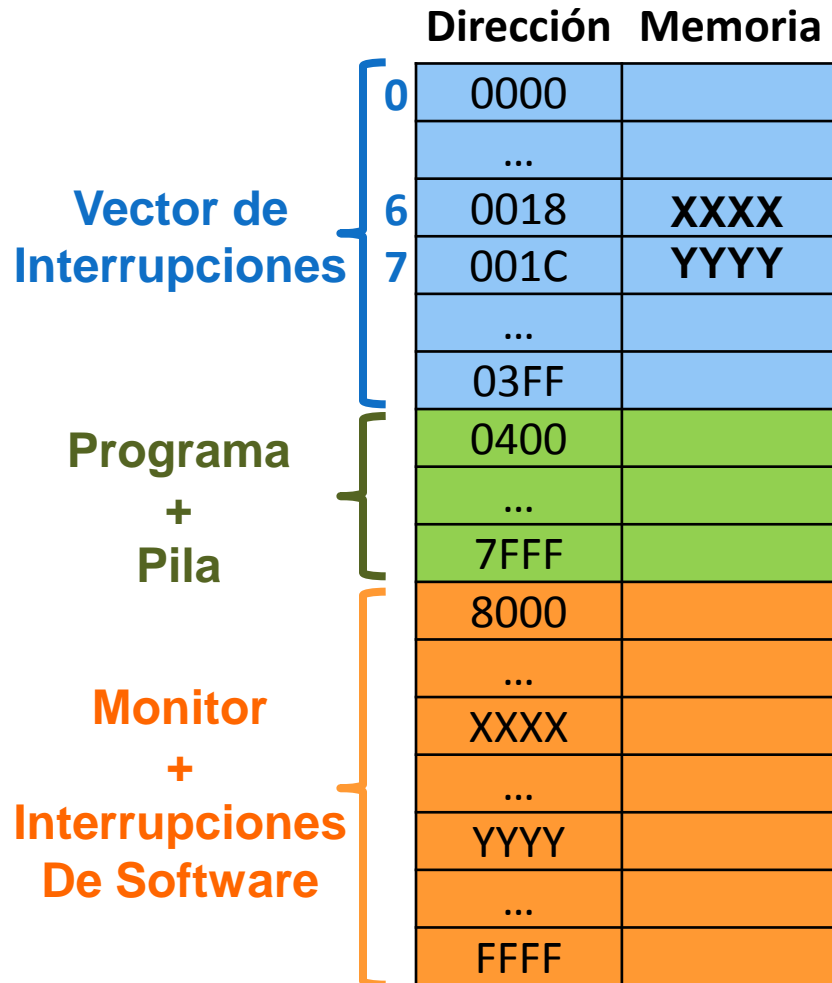 Dirección Memoria
0 0000
...
Vector de
Interrupciones
6 0018 XXXX
7 001C YYYY
...
03FF
Programa
+
Pila
0400
...
7FFF
Monitor
+
Interrupciones
De Software
8000
...
XXXX
...
YYYY
...
FFFF